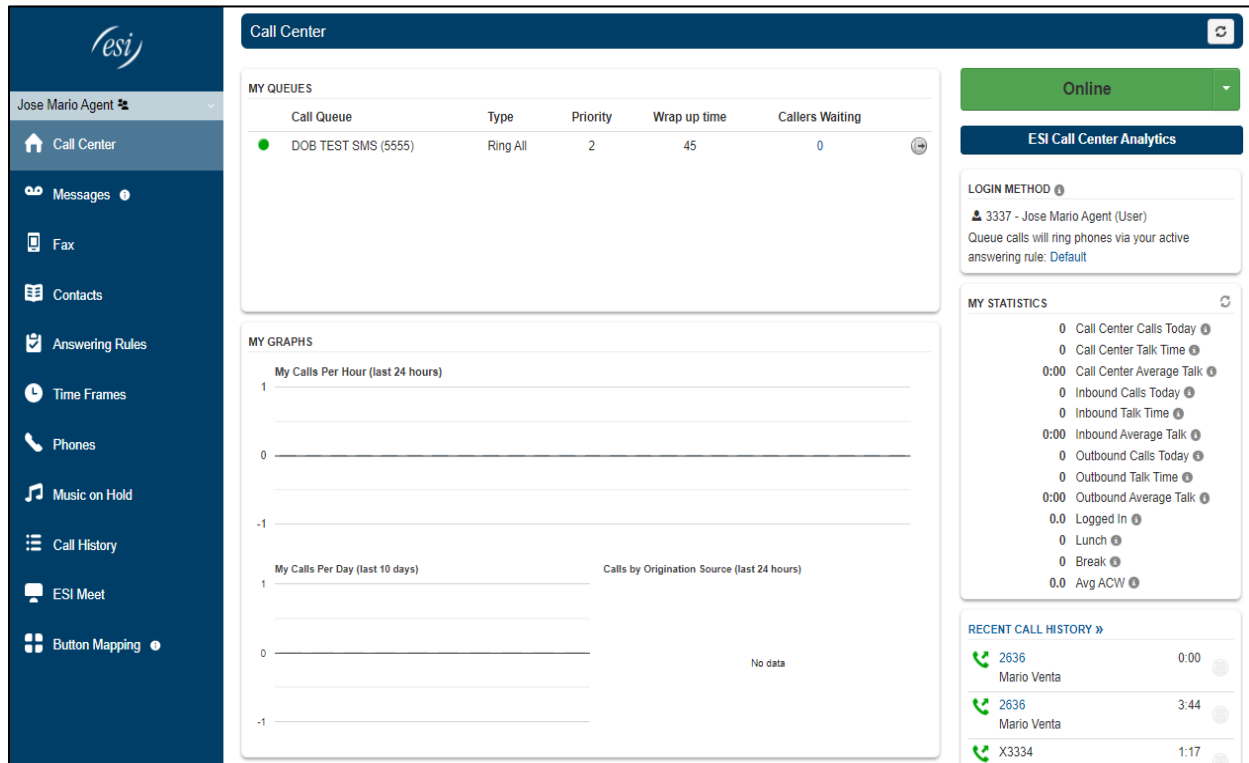 esi
Jose Mario Agent
Call Center
Messages
Fax
Contacts
Answering Rules
Time Frames
Phones
Music on Hold
Call History
ESI Meet
Button Mapping
Call Center
MY QUEUES
Call Queue Type Priority Wrap up time Callers Waiting
DOB TEST SMS (5555) Ring All 2 45 0
MY GRAPHS
My Calls Per Hour (last 24 hours)
1
0
-1
My Calls Per Day (last 10 days)
1
0
-1
Calls by Origination Source (last 24 hours)
No data
Online
ESI Call Center Analytics
LOGIN METHOD
3337 - Jose Mario Agent (User)
Queue calls will ring phones via your active
answering rule: Default
MY STATISTICS
0 Call Center Calls Today
0 Call Center Talk Time
0:00 Call Center Average Talk
0 Inbound Calls Today
0 Inbound Talk Time
0:00 Inbound Average Talk
0 Outbound Calls Today
0 Outbound Talk Time
0:00 Outbound Average Talk
0.0 Logged In
0 Lunch
0 Break
0.0 Avg ACW
RECENT CALL HISTORY »
2636 0:00
Mario Venta
2636 3:44
Mario Venta
X3334 1:17